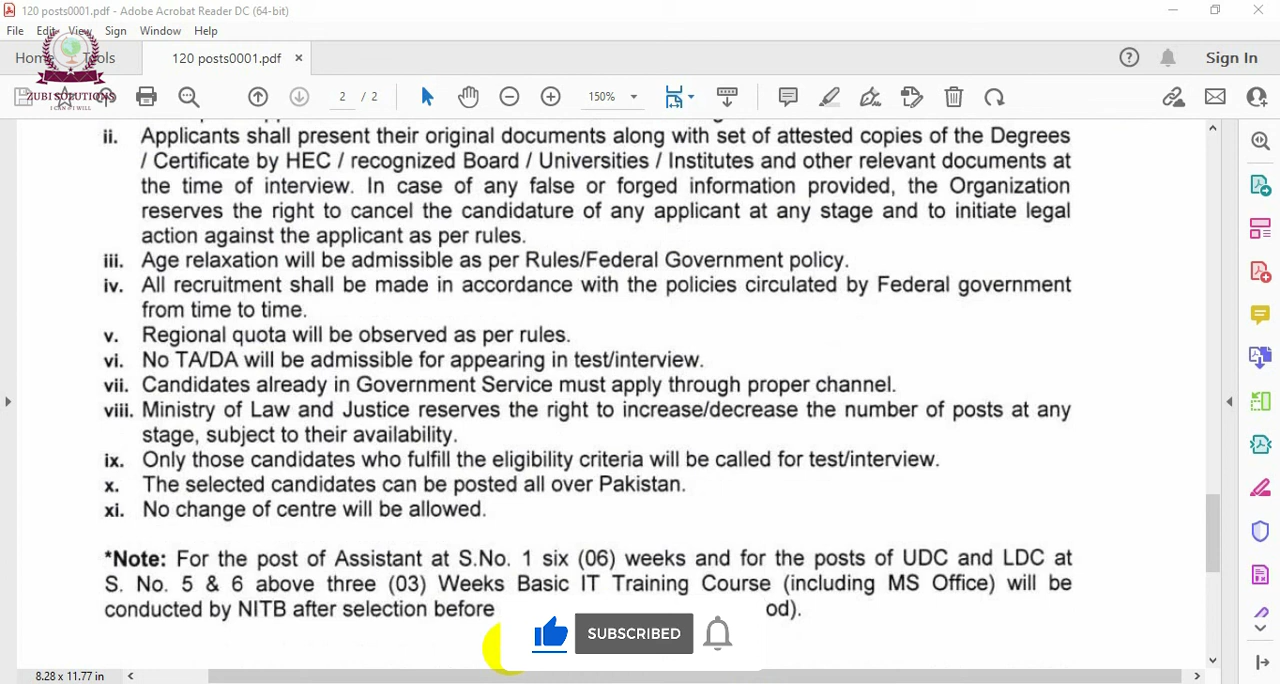 120 posts0001.pdf - Adobe Acrobat Reader DC (64-bit)
File Edit View Sign Window Help
Home Tools 120 posts0001.pdf × Sign In
ZUBI SOLUTIONS
I CAN & I WILL
2 / 2 150%
ii. Applicants shall present their original documents along with set of attested copies of the Degrees
/ Certificate by HEC / recognized Board / Universities / Institutes and other relevant documents at
the time of interview. In case of any false or forged information provided, the Organization
reserves the right to cancel the candidature of any applicant at any stage and to initiate legal
action against the applicant as per rules.
iii. Age relaxation will be admissible as per Rules/Federal Government policy.
iv. All recruitment shall be made in accordance with the policies circulated by Federal government
from time to time.
v. Regional quota will be observed as per rules.
vi. No TA/DA will be admissible for appearing in test/interview.
vii. Candidates already in Government Service must apply through proper channel.
viii. Ministry of Law and Justice reserves the right to increase/decrease the number of posts at any
stage, subject to their availability.
ix. Only those candidates who fulfill the eligibility criteria will be called for test/interview.
x. The selected candidates can be posted all over Pakistan.
xi. No change of centre will be allowed.
*Note: For the post of Assistant at S.No. 1 six (06) weeks and for the posts of UDC and LDC at
S. No. 5 & 6 above three (03) Weeks Basic IT Training Course (including MS Office) will be
conducted by NITB after selection before od).
SUBSCRIBED
8.28 x 11.77 in